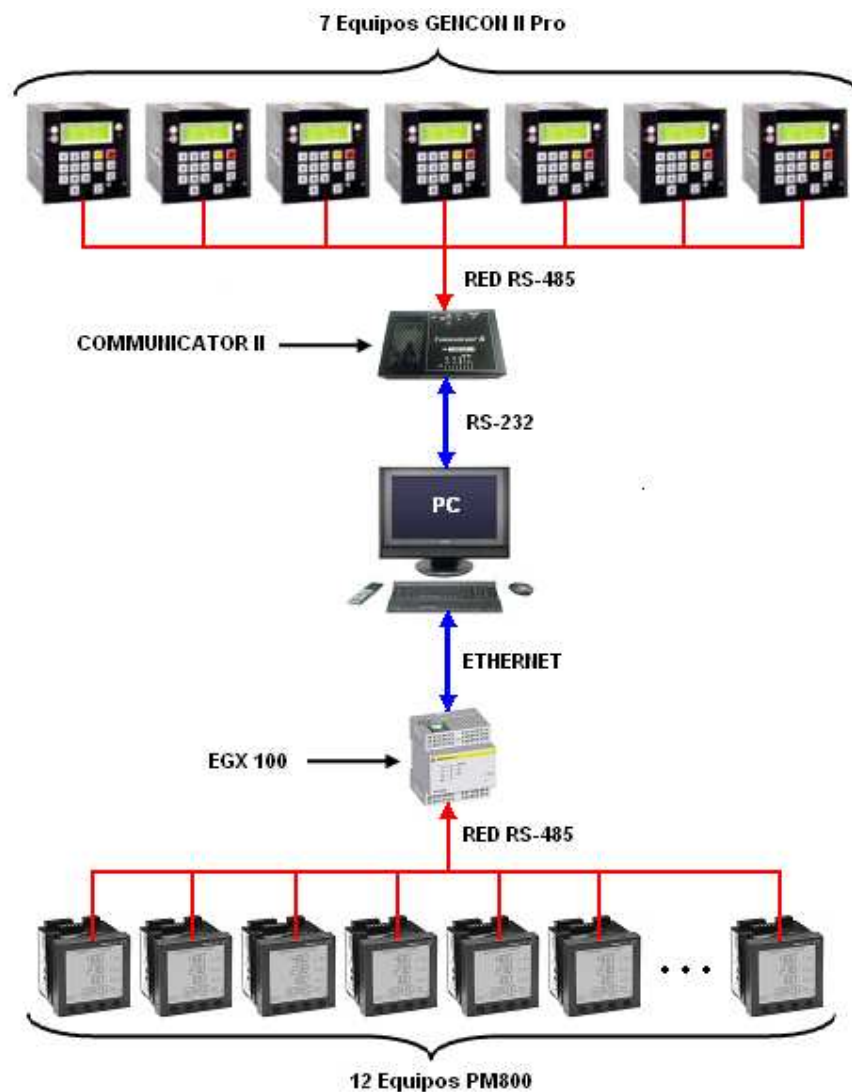 7 Equipos GENCON II Pro
RED RS-485
COMMUNICATOR II
RS-232
PC
ETHERNET
EGX 100
RED RS-485
12 Equipos PM800